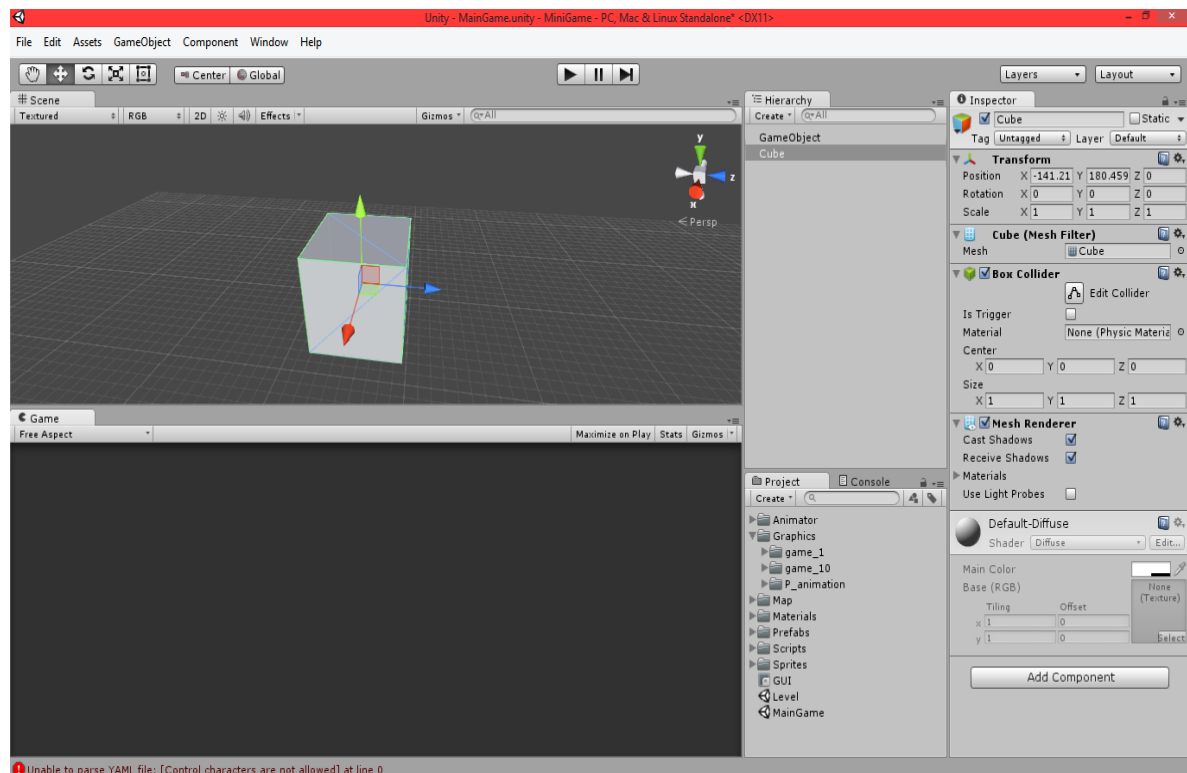 Unity - MainGame.unity - MiniGame - PC, Mac & Linux Standalone* <DX11>
File Edit Assets GameObject Component Window Help
Center Global
Layers Layout
Scene
Textured RGB 2D Effects Gizmos All
y
z
x
Persp
Game
Free Aspect Maximize on Play Stats Gizmos
Hierarchy
Create All
GameObject
Cube
Project Console
Create
Animator
Graphics
game_1
game_10
P_animation
Map
Materials
Prefabs
Scripts
Sprites
GUI
Level
MainGame
Inspector
Cube Static
Tag Untagged Layer Default
Transform
Position X -141.21 Y 180.459 Z 0
Rotation X 0 Y 0 Z 0
Scale X 1 Y 1 Z 1
Cube (Mesh Filter)
Mesh Cube
Box Collider
Edit Collider
Is Trigger
Material None (Physic Materia
Center
X 0 Y 0 Z 0
Size
X 1 Y 1 Z 1
Mesh Renderer
Cast Shadows
Receive Shadows
Materials
Use Light Probes
Default-Diffuse
Shader Diffuse Edit...
Main Color
Base (RGB) None
(Texture)
Tiling Offset
x 1 0
y 1 0 Select
Add Component
Unable to parse YAML file: [Control characters are not allowed] at line 0